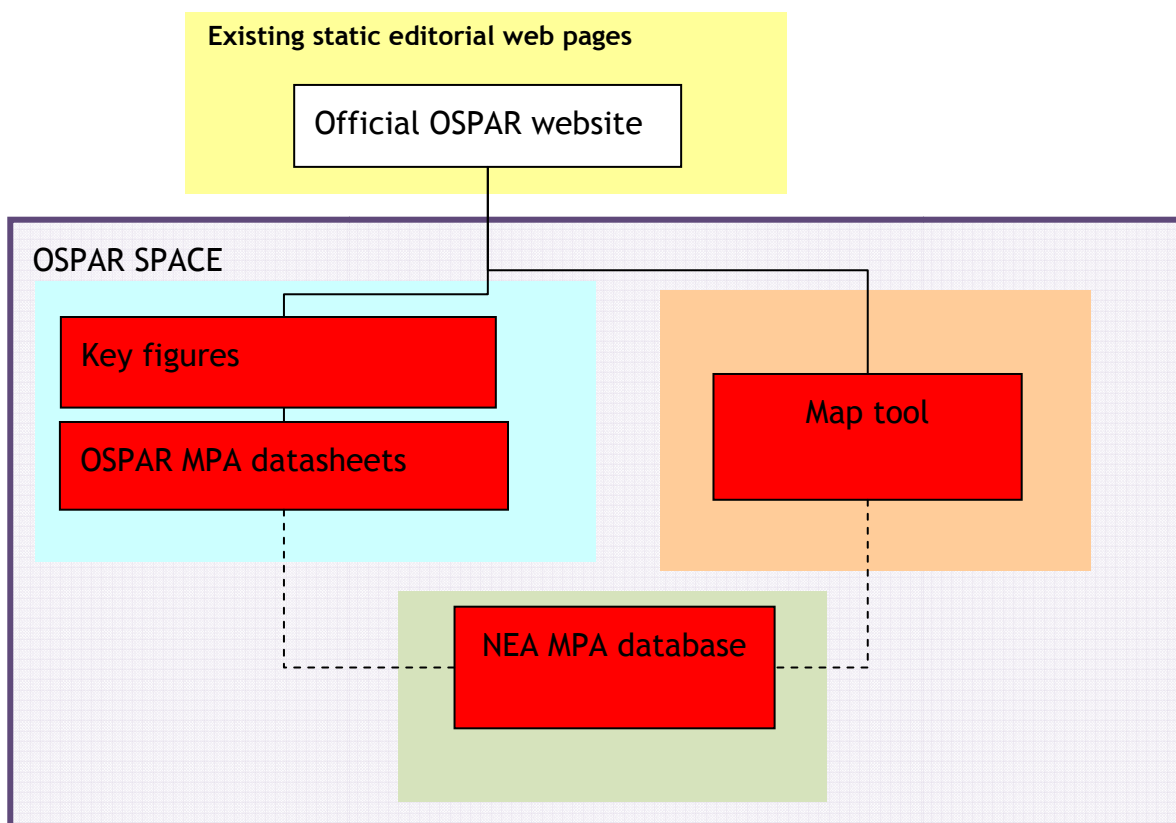 Existing static editorial web pages
Official OSPAR website
OSPAR SPACE
Key figures
OSPAR MPA datasheets
Map tool
NEA MPA database